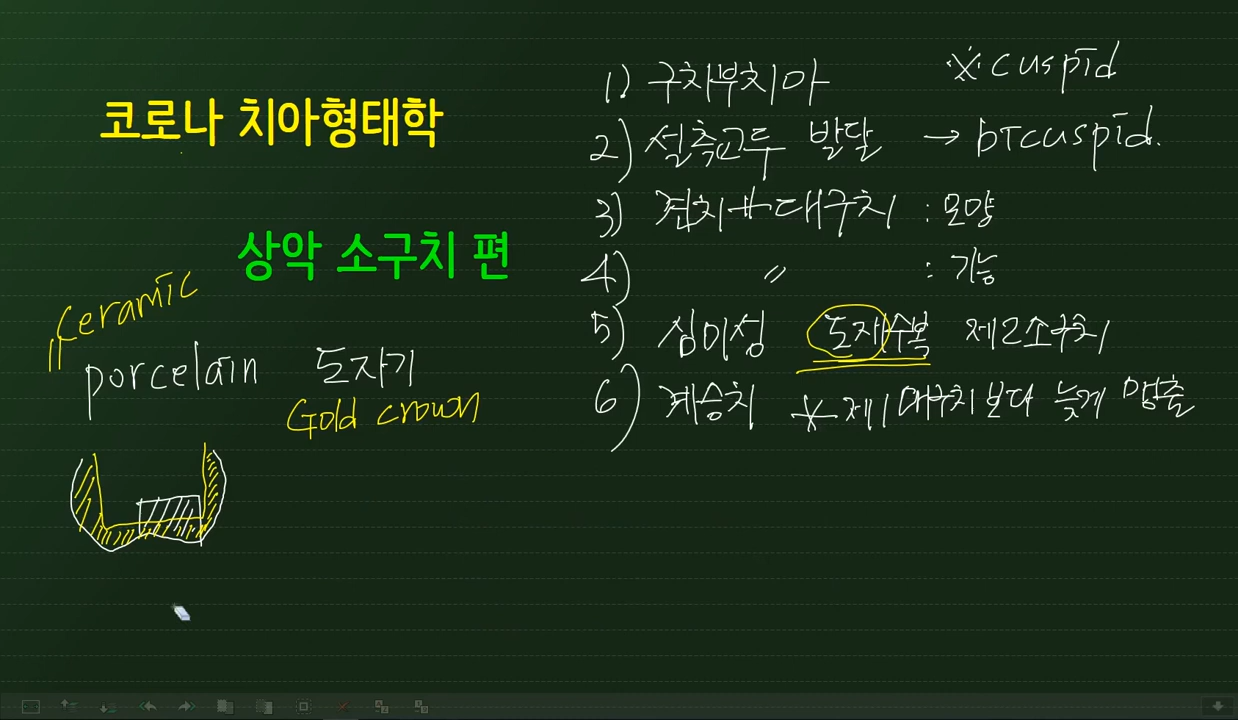 코로나 치아형태학
상악 소구치 편
ceramic
||
porcelain 도자기
Gold crown
1) 구치부치아 ※ cuspid
2) 설측교두 발달 → bicuspid.
3) 견치 + 대구치 : 모양
4) 〃 : 기능
5) 심미성 도재수복 제2소구치
6) 계승치 * 제1대구치보다 늦게 맹출